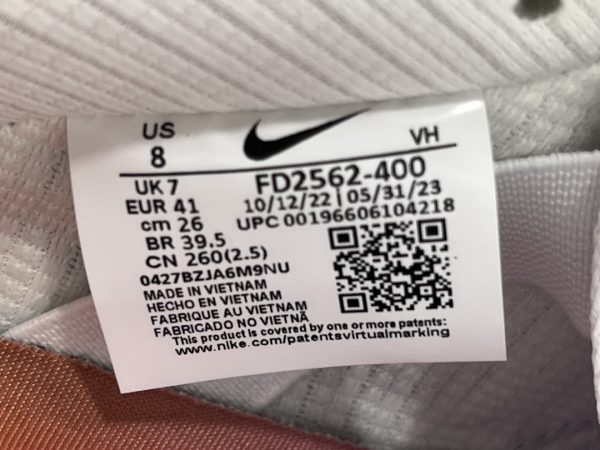 US
8
VH
UK 7
FD2562-400
EUR 41
10/12/22 | 05/31/23
cm 26
UPC 00196606104218
BR 39.5
CN 260(2.5)
0427BZJA6M9NU
MADE IN VIETNAM
HECHO EN VIETNAM
FABRIQUE AU VIETNAM
FABRICADO NO VIETNÃ
This product is covered by one or more patents:
www.nike.com/patentsvirtualmarking